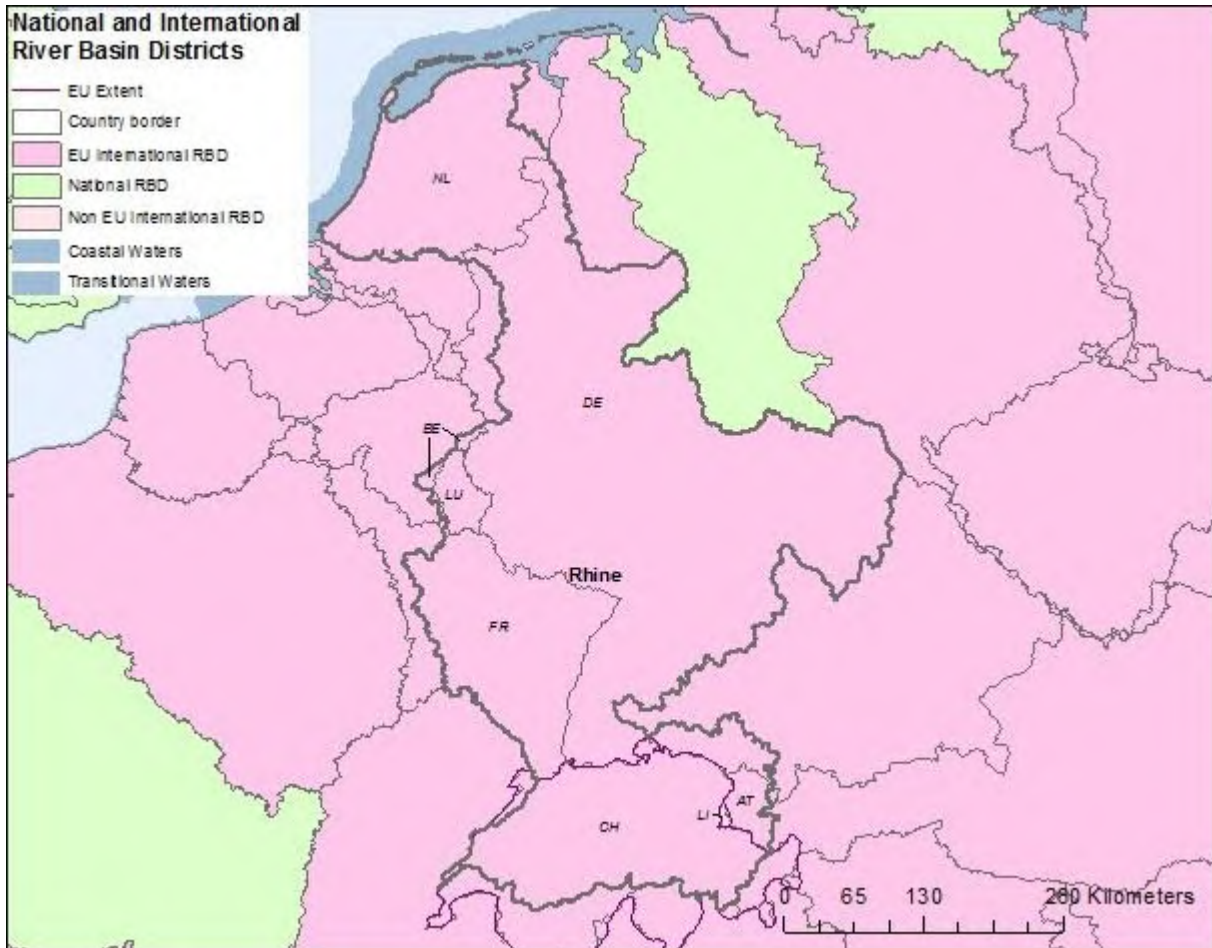 National and International
River Basin Districts
EU Extent
Country border
EU International RBD
National RBD
Non EU International RBD
Coastal Waters
Transitional Waters
NL
DE
BE
LU
Rhine
FR
AT
LI
CH
0 65 130 260 Kilometers